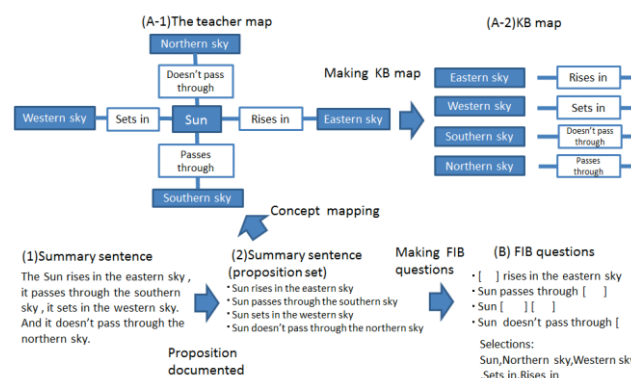 (A-1)The teacher map
(A-2)KB map
Northern sky
Doesn't pass
through
Western sky
Sets in
Sun
Rises in
Eastern sky
Passes
through
Southern sky
Making KB map
Eastern sky
Rises in
Western sky
Sets in
Southern sky
Doesn't pass
through
Northern sky
Passes
through
Concept mapping
(1)Summary sentence
The Sun rises in the eastern sky ,
it passes through the southern
sky , it sets in the western sky.
And it doesn't pass through the
northern sky.
(2)Summary sentence
(proposition set)
・Sun rises in the eastern sky
・Sun passes through the southern sky
・Sun sets in the western sky
・Sun doesn't pass through the northern sky
Proposition
documented
Making FIB
questions
(B) FIB questions
・[ ] rises in the eastern sky
・Sun passes through [ ]
・Sun [ ] [ ]
・Sun doesn't pass through [
Selections:
Sun,Northern sky,Western sky
,Sets in,Rises in